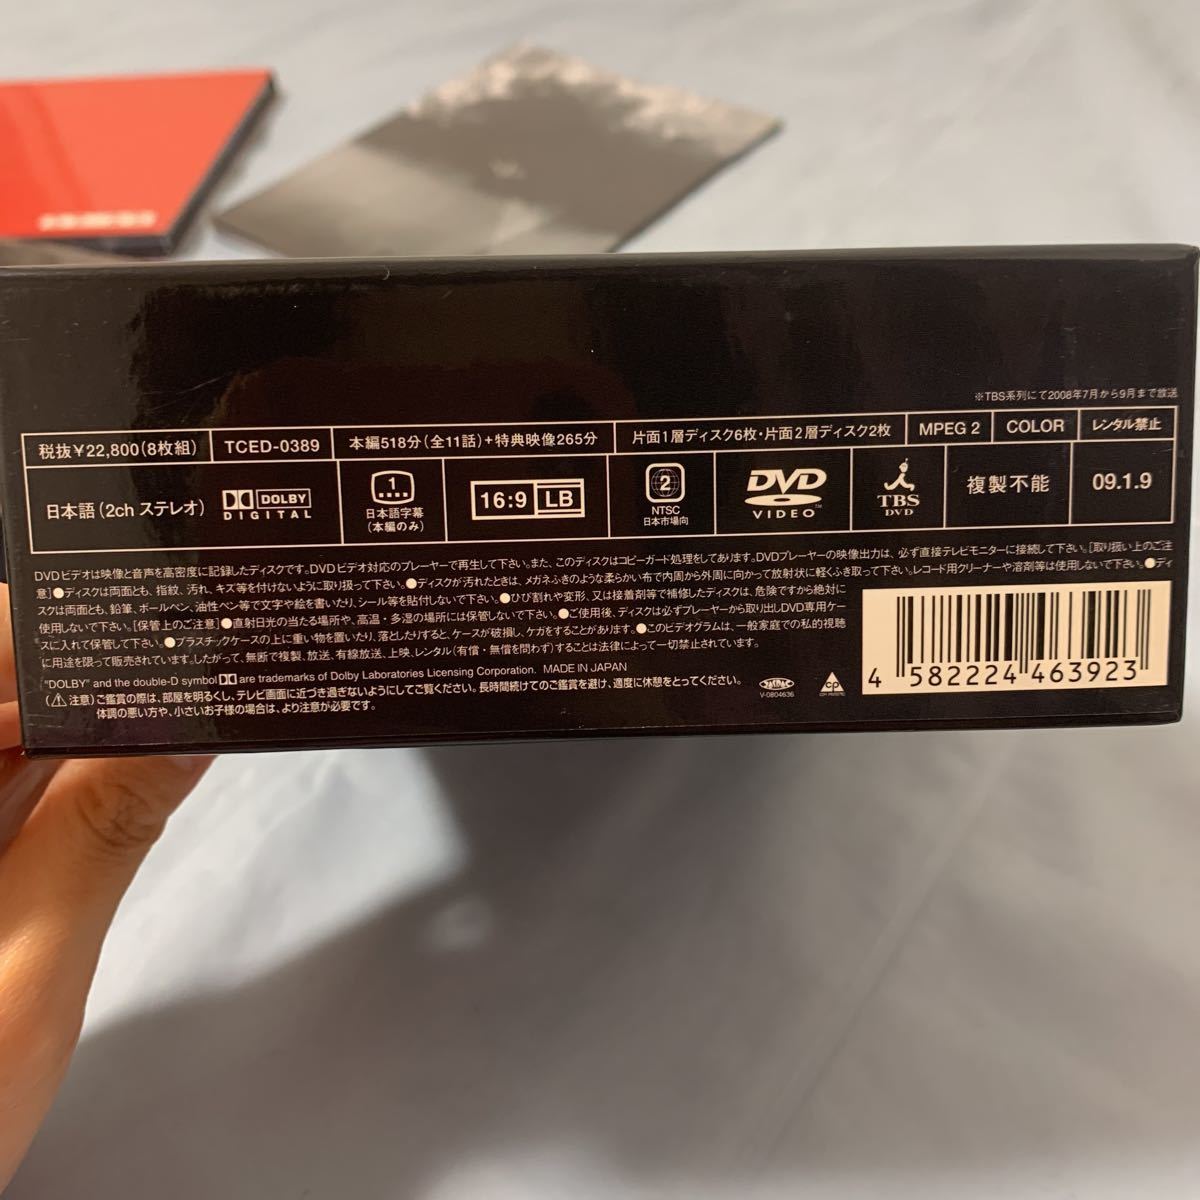 ※TBS系列にて2008年7月から9月まで放送
税抜¥22,800(8枚組) TCED-0389 本編518分(全11話)+特典映像265分 片面1層ディスク6枚・片面2層ディスク2枚 MPEG 2 COLOR レンタル禁止
日本語(2ch ステレオ) DOLBY DIGITAL 1 日本語字幕(本編のみ) 16:9 LB 2 NTSC 日本市場向 DVD VIDEO™ TBS DVD 複製不能 09.1.9
DVDビデオは映像と音声を高密度に記録したディスクです。DVDビデオ対応のプレーヤーで再生して下さい。また、このディスクはコピーガード処理をしてあります。DVDプレーヤーの映像出力は、必ず直接テレビモニターに接続して下さい。[取り扱い上のご注
意]●ディスクは両面とも、指紋、汚れ、キズ等を付けないように取り扱って下さい。●ディスクが汚れたときは、メガネふきのような柔らかい布で内周から外周に向かって放射状に軽くふき取って下さい。レコード用クリーナーや溶剤等は使用しないで下さい。●ディ
スクは両面とも、鉛筆、ボールペン、油性ペン等で文字や絵を書いたり、シール等を貼付しないで下さい。●ひび割れや変形、又は接着剤等で補修したディスクは、危険ですから絶対に
使用しないで下さい。[保管上のご注意]●直射日光の当たる場所や、高温・多湿の場所には保管しないで下さい。●ご使用後、ディスクは必ずプレーヤーから取り出しDVD専用ケー
スに入れて保管して下さい。●プラスチックケースの上に重い物を置いたり、落としたりすると、ケースが破損し、ケガをすることがあります。●このビデオグラムは、一般家庭での私的視聴
に用途を限って販売されています。したがって、無断で複製、放送、有線放送、上映、レンタル(有償・無償を問わず)することは法律によって一切禁止されています。
"DOLBY" and the double-D symbol are trademarks of Dolby Laboratories Licensing Corporation. MADE IN JAPAN
(⚠注意)ご鑑賞の際は、部屋を明るくし、テレビ画面に近づき過ぎないようにしてご覧ください。長時間続けてのご鑑賞を避け、適度に休憩をとってください。
体調の悪い方や、小さいお子様の場合は、より注意が必要です。
V-0804636
cp
4 582224 463923